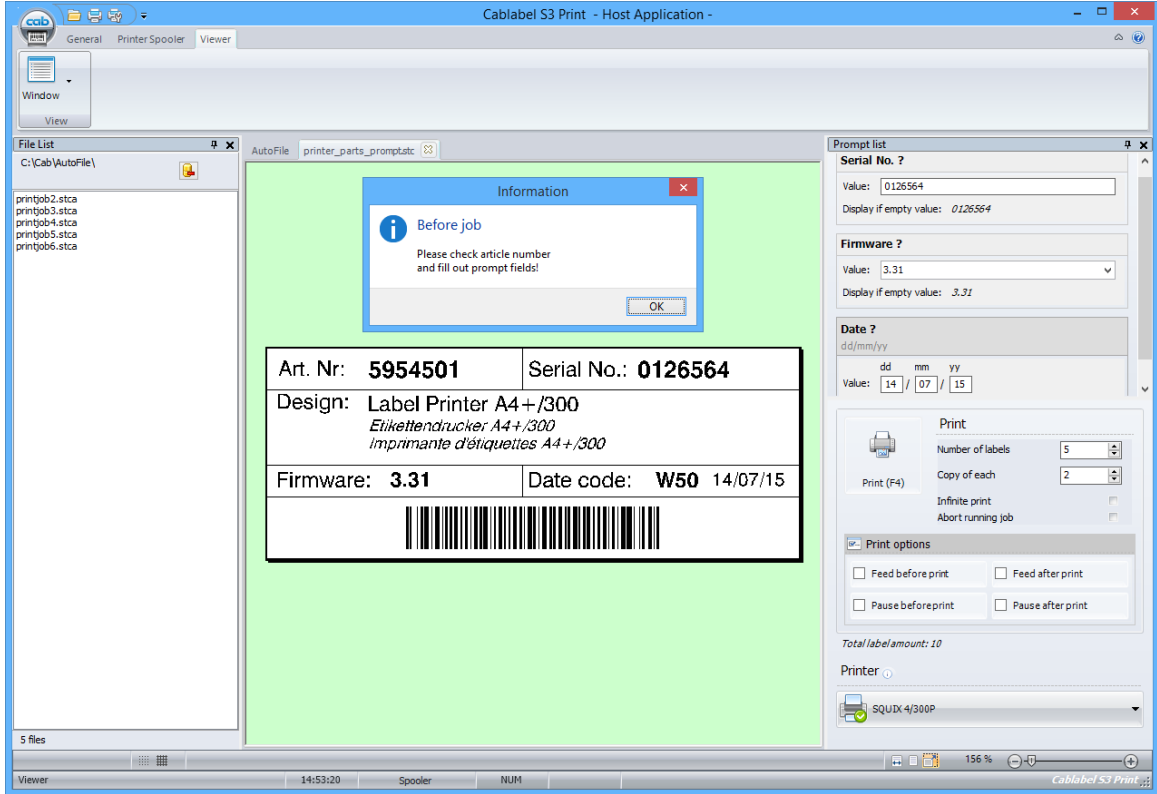 Cablabel S3 Print - Host Application -
cab
General Printer Spooler Viewer
Window
View
File List
C:\Cab\AutoFile\
printjob2.stca
printjob3.stca
printjob4.stca
printjob5.stca
printjob6.stca
5 files
AutoFile printer_parts_prompt.stc
Information
Before job
Please check article number
and fill out prompt fields!
OK
Art. Nr: 5954501 Serial No.: 0126564
Design: Label Printer A4+/300
Etikettendrucker A4+/300
Imprimante d'étiquettes A4+/300
Firmware: 3.31 Date code: W50 14/07/15
Prompt list
Serial No. ?
Value: 0126564
Display if empty value: 0126564
Firmware ?
Value: 3.31
Display if empty value: 3.31
Date ?
dd/mm/yy
dd mm yy
Value: 14 / 07 / 15
Print (F4)
Print
Number of labels 5
Copy of each 2
Infinite print
Abort running job
Print options
Feed before print Feed after print
Pause before print Pause after print
Total label amount: 10
Printer
SQUIX 4/300P
156 %
Viewer 14:53:20 Spooler NUM Cablabel S3 Print